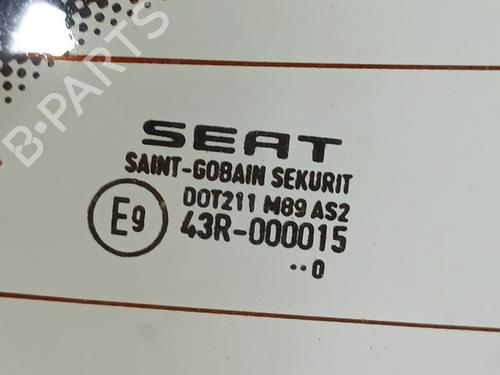 B-PARTS
SEAT
SAINT-GOBAIN SEKURIT
DOT211 M89 AS2
E9 43R-000015
··0